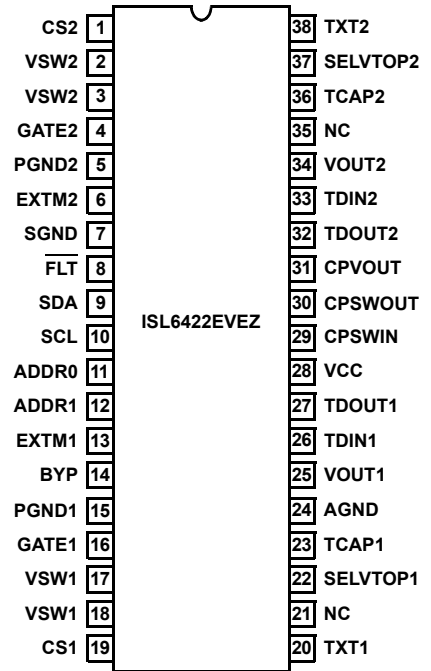 CS2 1 38 TXT2
VSW2 2 37 SELVTOP2
VSW2 3 36 TCAP2
GATE2 4 35 NC
PGND2 5 34 VOUT2
EXTM2 6 33 TDIN2
SGND 7 32 TDOUT2
FLT 8 31 CPVOUT
SDA 9 30 CPSWOUT
ISL6422EVEZ
SCL 10 29 CPSWIN
ADDR0 11 28 VCC
ADDR1 12 27 TDOUT1
EXTM1 13 26 TDIN1
BYP 14 25 VOUT1
PGND1 15 24 AGND
GATE1 16 23 TCAP1
VSW1 17 22 SELVTOP1
VSW1 18 21 NC
CS1 19 20 TXT1